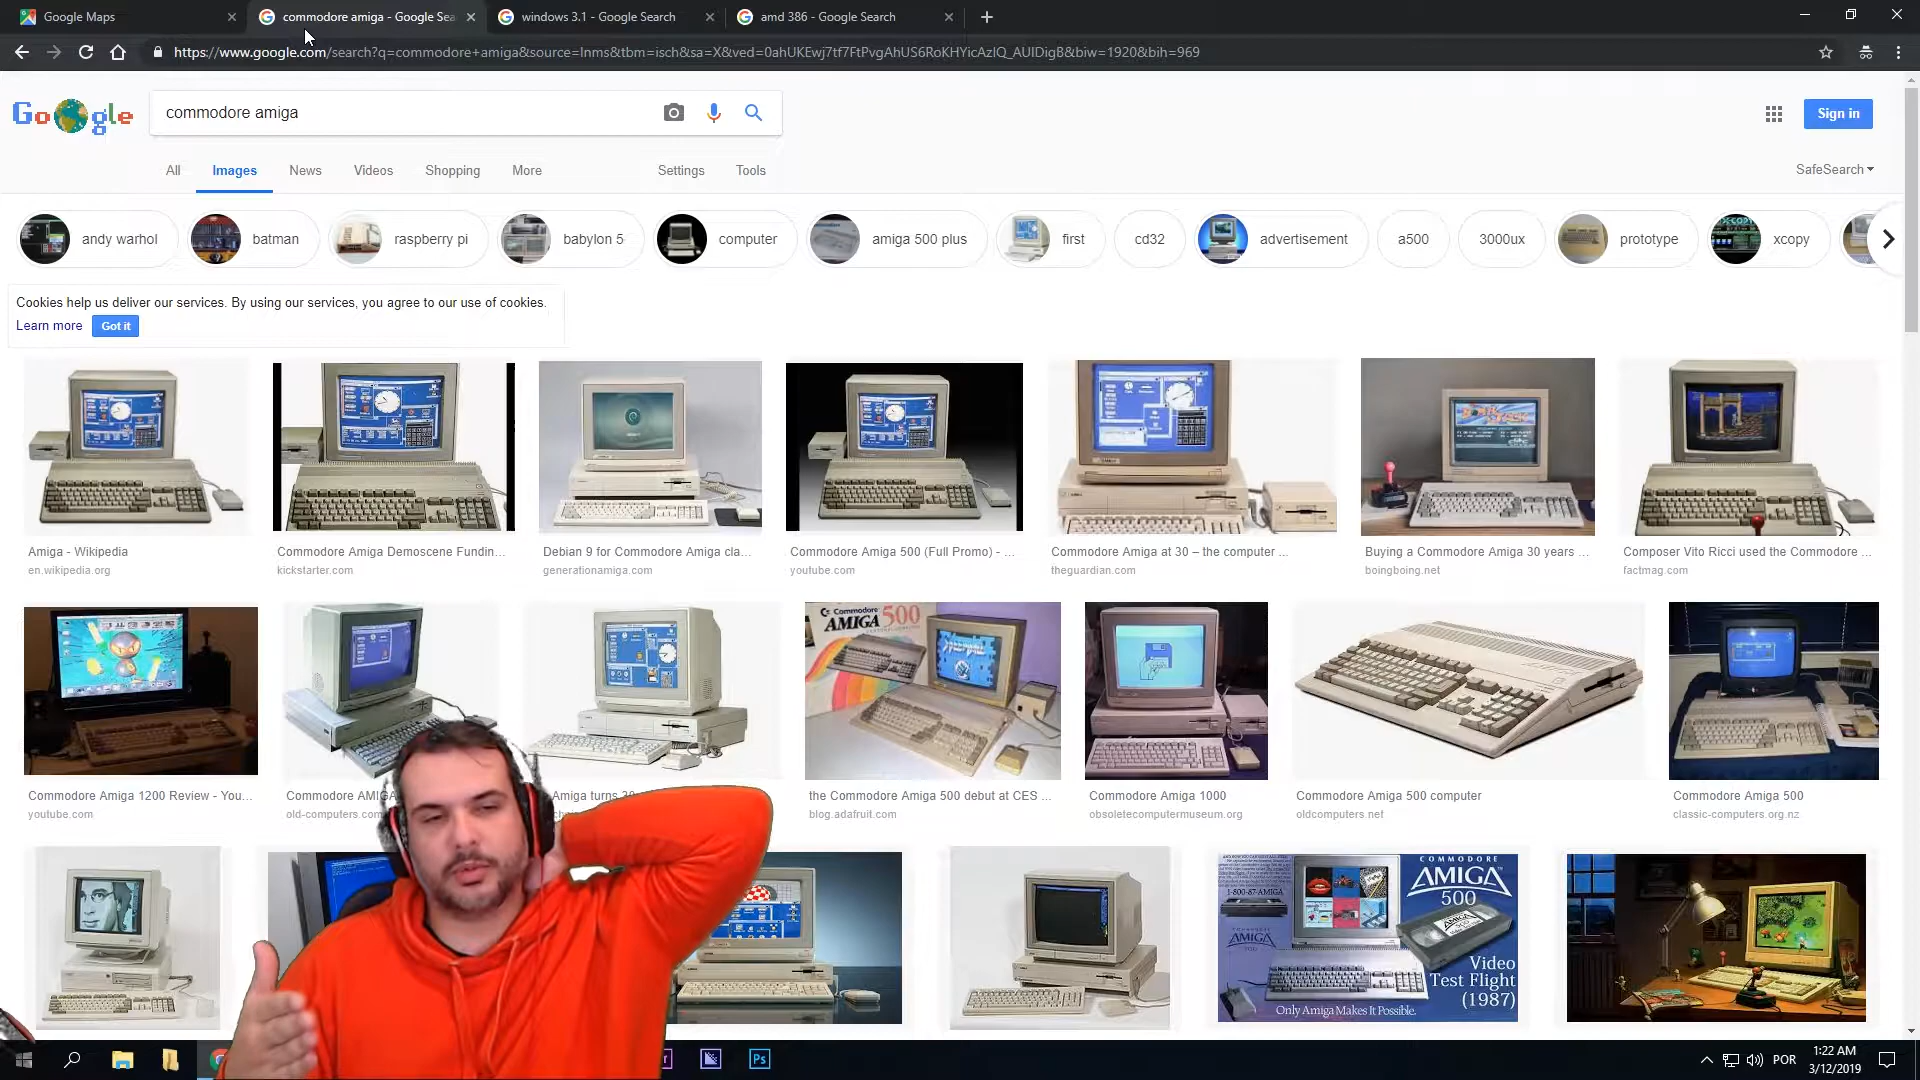 Google Maps
commodore amiga - Google Sea
windows 3.1 - Google Search
amd 386 - Google Search
https://www.google.com/search?q=commodore+amiga&source=lnms&tbm=isch&sa=X&ved=0ahUKEwj7tf7FtPvgAhUS6RoKHYicAzIQ_AUIDigB&biw=1920&bih=969
Google
commodore amiga
Sign in
All
Images
News
Videos
Shopping
More
Settings
Tools
SafeSearch
andy warhol
batman
raspberry pi
babylon 5
computer
amiga 500 plus
first
cd32
advertisement
a500
3000ux
prototype
xcopy
Cookies help us deliver our services. By using our services, you agree to our use of cookies.
Learn more
Got it
Amiga - Wikipedia
en.wikipedia.org
Commodore Amiga Demoscene Fundin...
kickstarter.com
Debian 9 for Commodore Amiga cla...
generationamiga.com
Commodore Amiga 500 (Full Promo) - ...
youtube.com
Commodore Amiga at 30 – the computer ...
theguardian.com
Buying a Commodore Amiga 30 years ...
boingboing.net
Composer Vito Ricci used the Commodore ...
factmag.com
Commodore
AMIGA 500
Commodore Amiga 1200 Review - You...
youtube.com
Commodore AMIGA
old-computers.com
Amiga turns 30
the Commodore Amiga 500 debut at CES ...
blog.adafruit.com
Commodore Amiga 1000
obsoletecomputermuseum.org
Commodore Amiga 500 computer
oldcomputers.net
Commodore Amiga 500
classic-computers.org.nz
1-800-87-AMIGA
COMMODORE
AMIGA
500
Video
Test Flight
(1987)
Only Amiga Makes It Possible.
Ps
POR
1:22 AM
3/12/2019